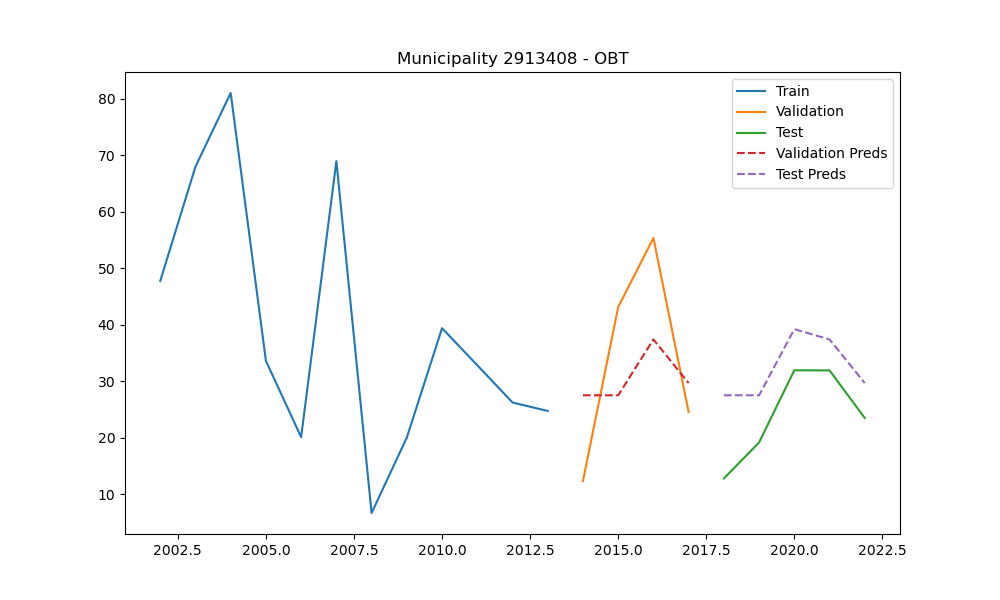 Municipality 2913408 - OBT
Train
Validation
Test
Validation Preds
Test Preds
80
70
60
50
40
30
20
10
2002.5 2005.0 2007.5 2010.0 2012.5 2015.0 2017.5 2020.0 2022.5